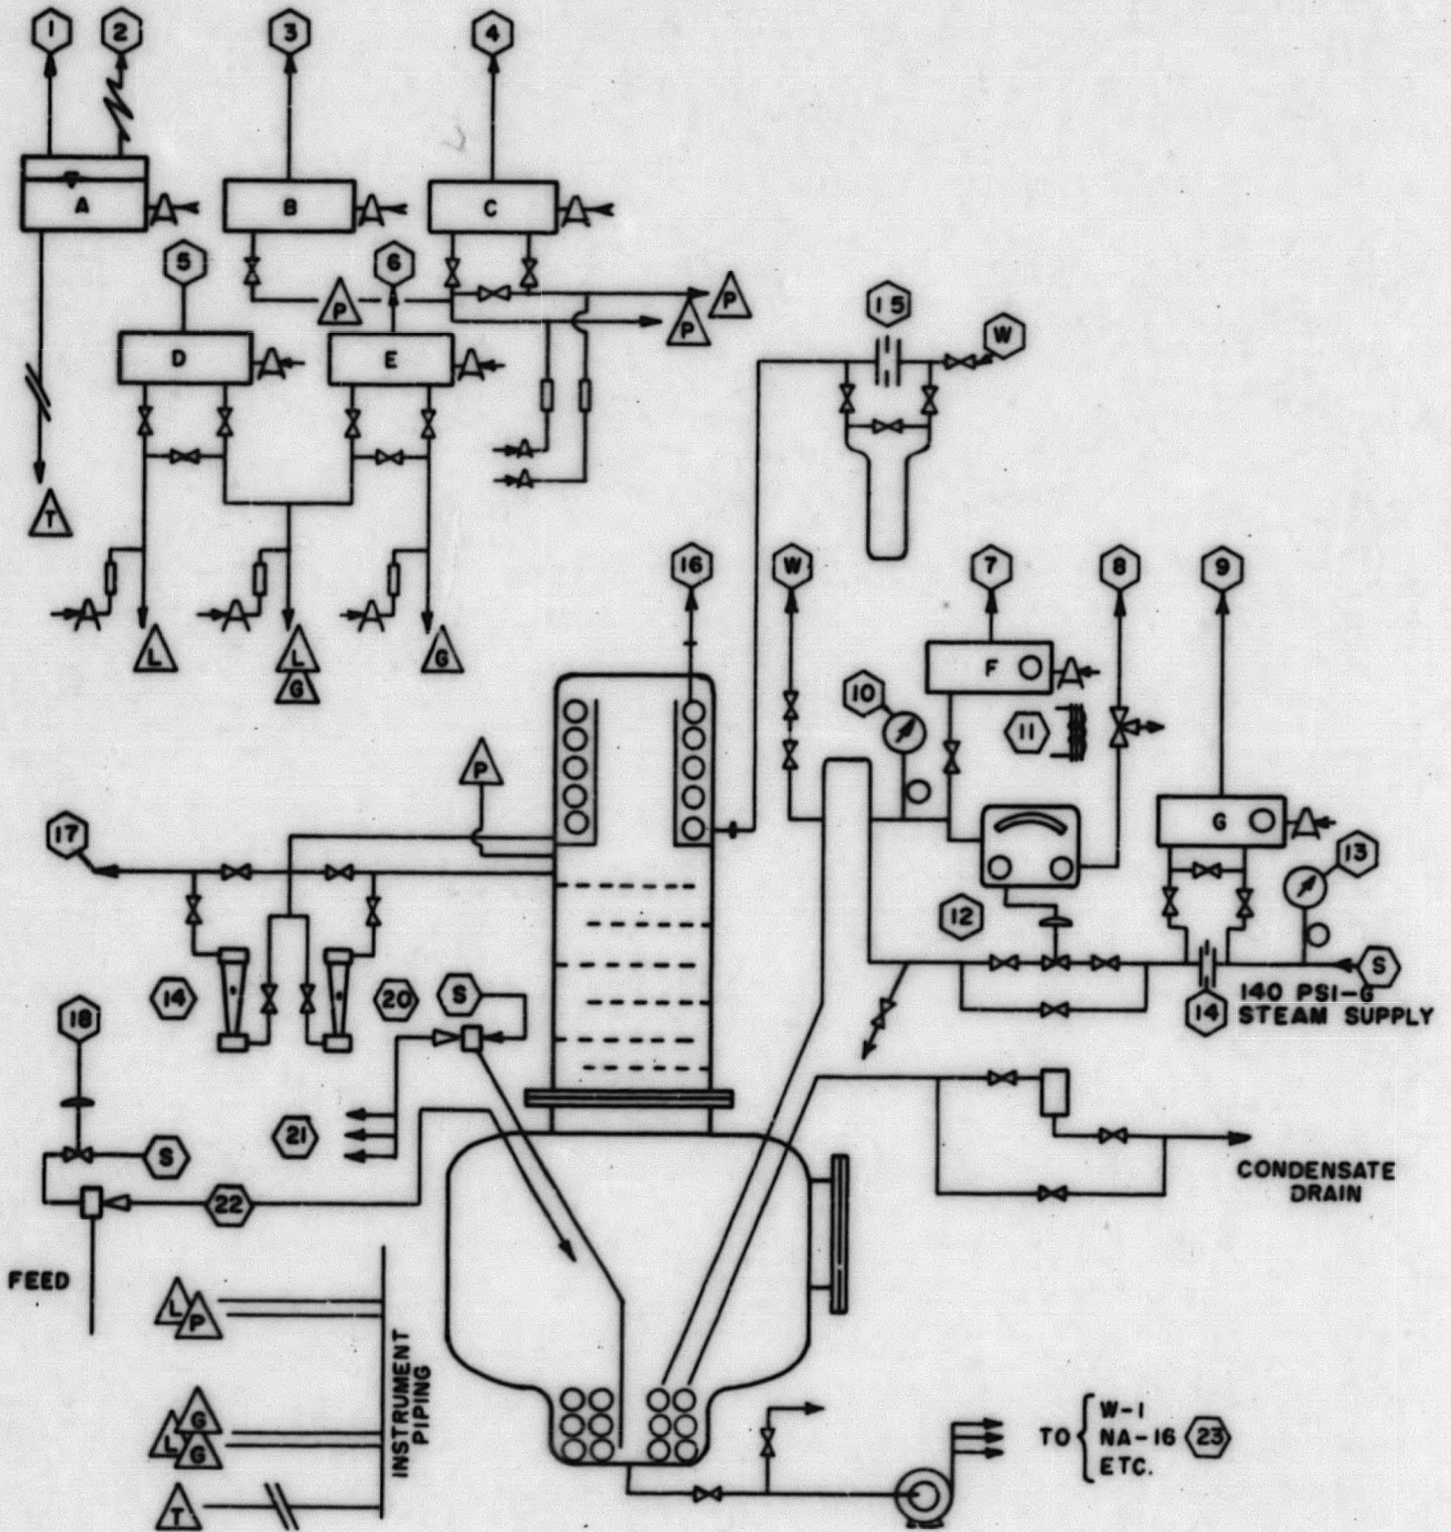 1 2 3 4
A B C
5 6
P P P
D E
15 W
T
16 W 7 8 9
L L G
G
F
10
11
P
17
G
13
12
14 20 S S
18 14 140 PSI-G
STEAM SUPPLY
21
S
CONDENSATE
DRAIN
22
FEED
L P
INSTRUMENT
PIPING
G
L G
T
TO W-1
NA-16 23
ETC.